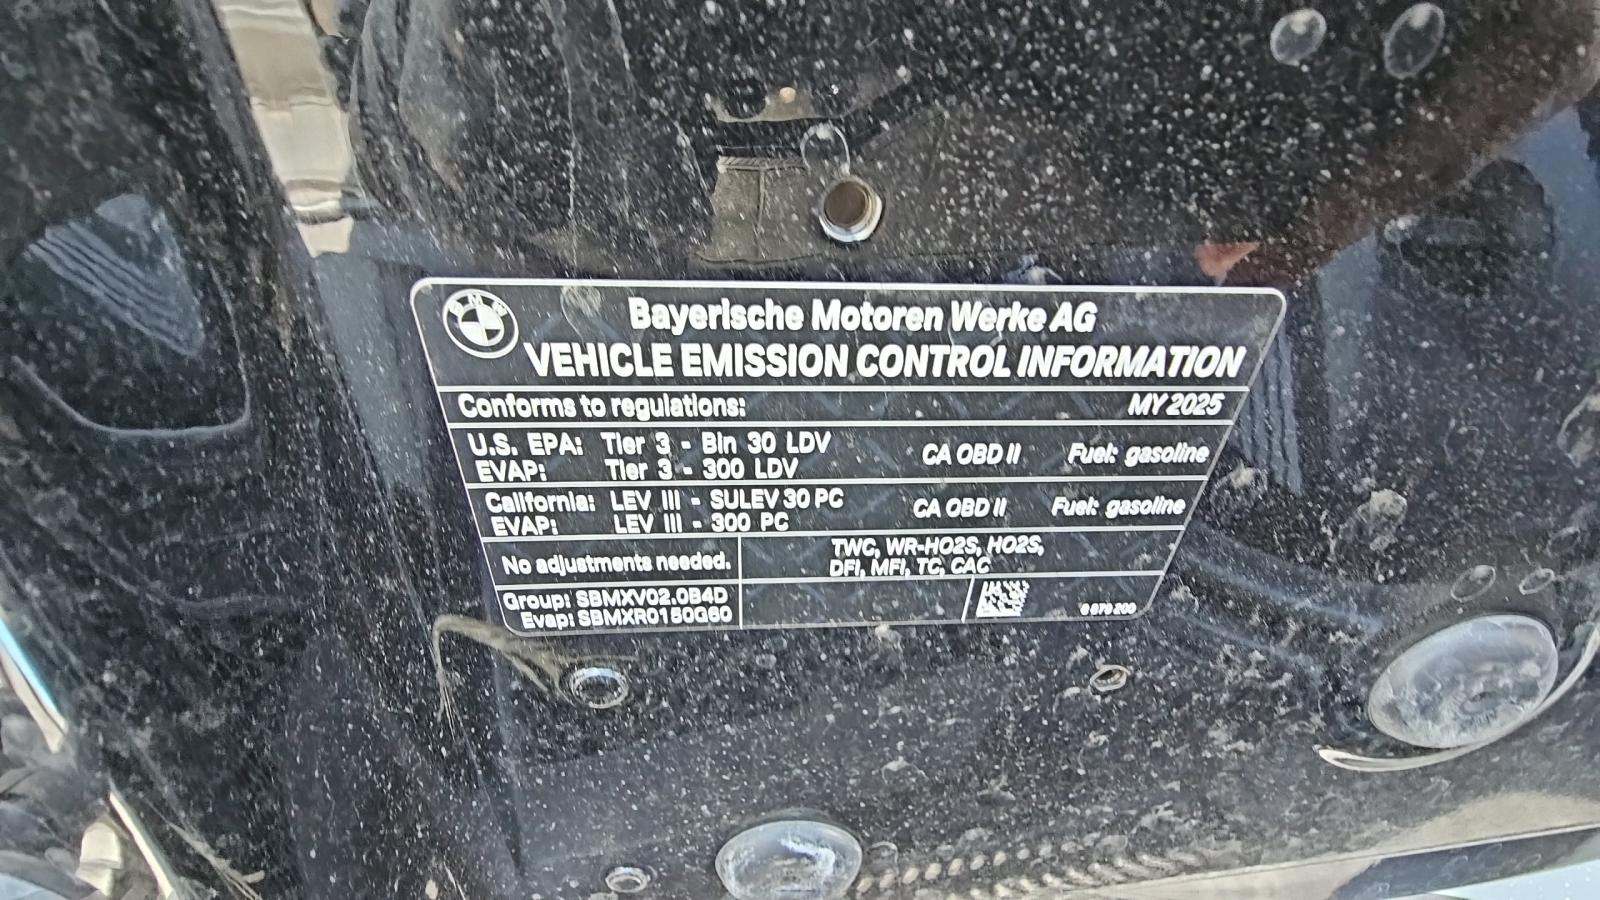 BMW
Bayerische Motoren Werke AG
VEHICLE EMISSION CONTROL INFORMATION
Conforms to regulations: MY 2025
U.S. EPA: Tier 3 - Bin 30 LDV CA OBD II Fuel: gasoline
EVAP: Tier 3 - 300 LDV
California: LEV III - SULEV 30 PC CA OBD II Fuel: gasoline
EVAP: LEV III - 300 PC
No adjustments needed. TWC, WR-HO2S, HO2S,
DFI, MFI, TC, CAC
Group: SBMXV02.0B4D
Evap: SBMXR0150G60